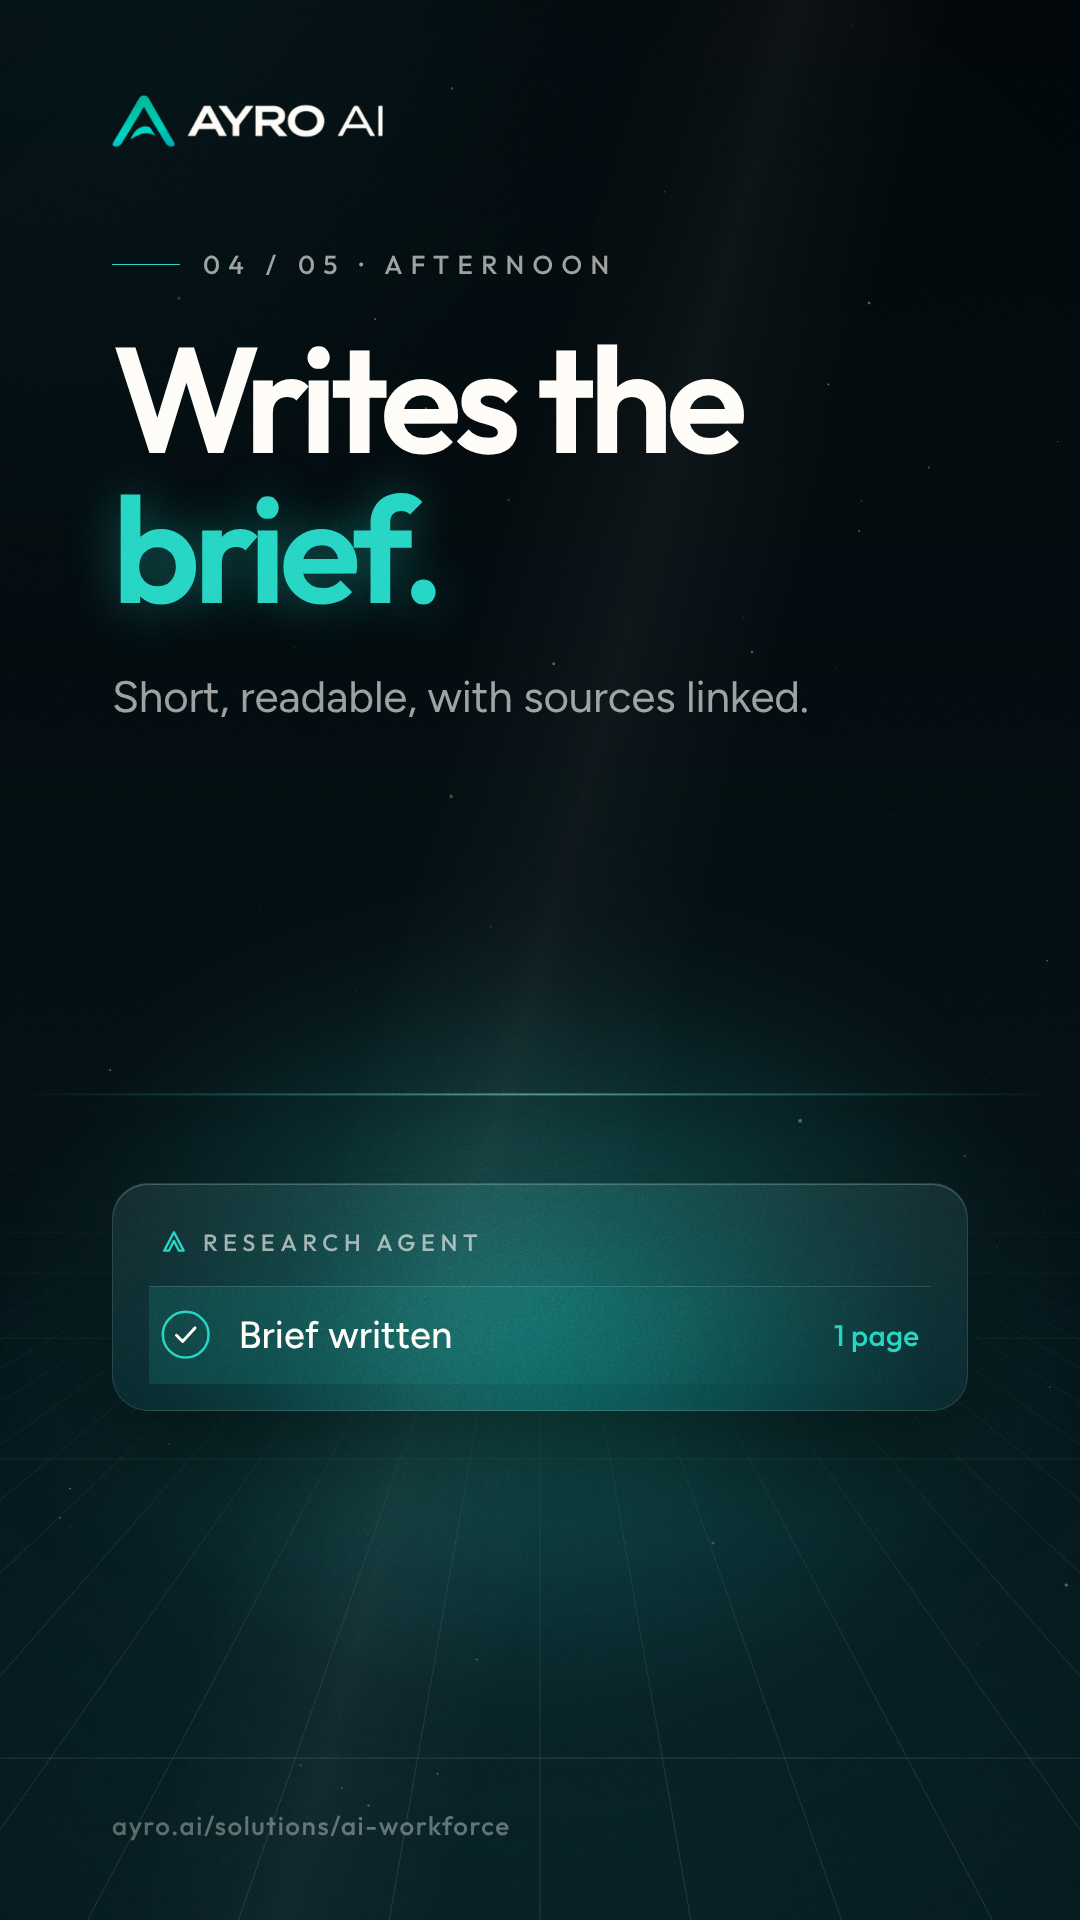 AYRO AI
04 / 05 · AFTERNOON
Writes the
brief.
Short, readable, with sources linked.
RESEARCH AGENT
Brief written
1 page
ayro.ai/solutions/ai-workforce